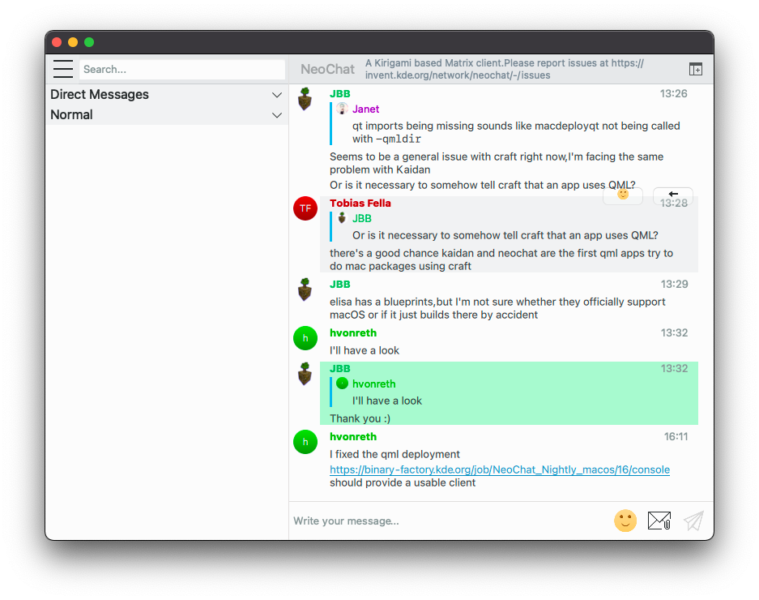 Search...
NeoChat
A Kirigami based Matrix client.Please report issues at https://
invent.kde.org/network/neochat/-/issues
Direct Messages
Normal
JBB 13:26
Janet
qt imports being missing sounds like macdeployqt not being called
with -qmldir
Seems to be a general issue with craft right now,I'm facing the same
problem with Kaidan
Or is it necessary to somehow tell craft that an app uses QML?
TF
Tobias Fella 13:28
JBB
Or is it necessary to somehow tell craft that an app uses QML?
there's a good chance kaidan and neochat are the first qml apps try to
do mac packages using craft
JBB 13:29
elisa has a blueprints,but I'm not sure whether they officially support
macOS or if it just builds there by accident
h
hvonreth 13:32
I'll have a look
JBB 13:32
hvonreth
I'll have a look
Thank you :)
h
hvonreth 16:11
I fixed the qml deployment
https://binary-factory.kde.org/job/NeoChat_Nightly_macos/16/console
should provide a usable client
Write your message...